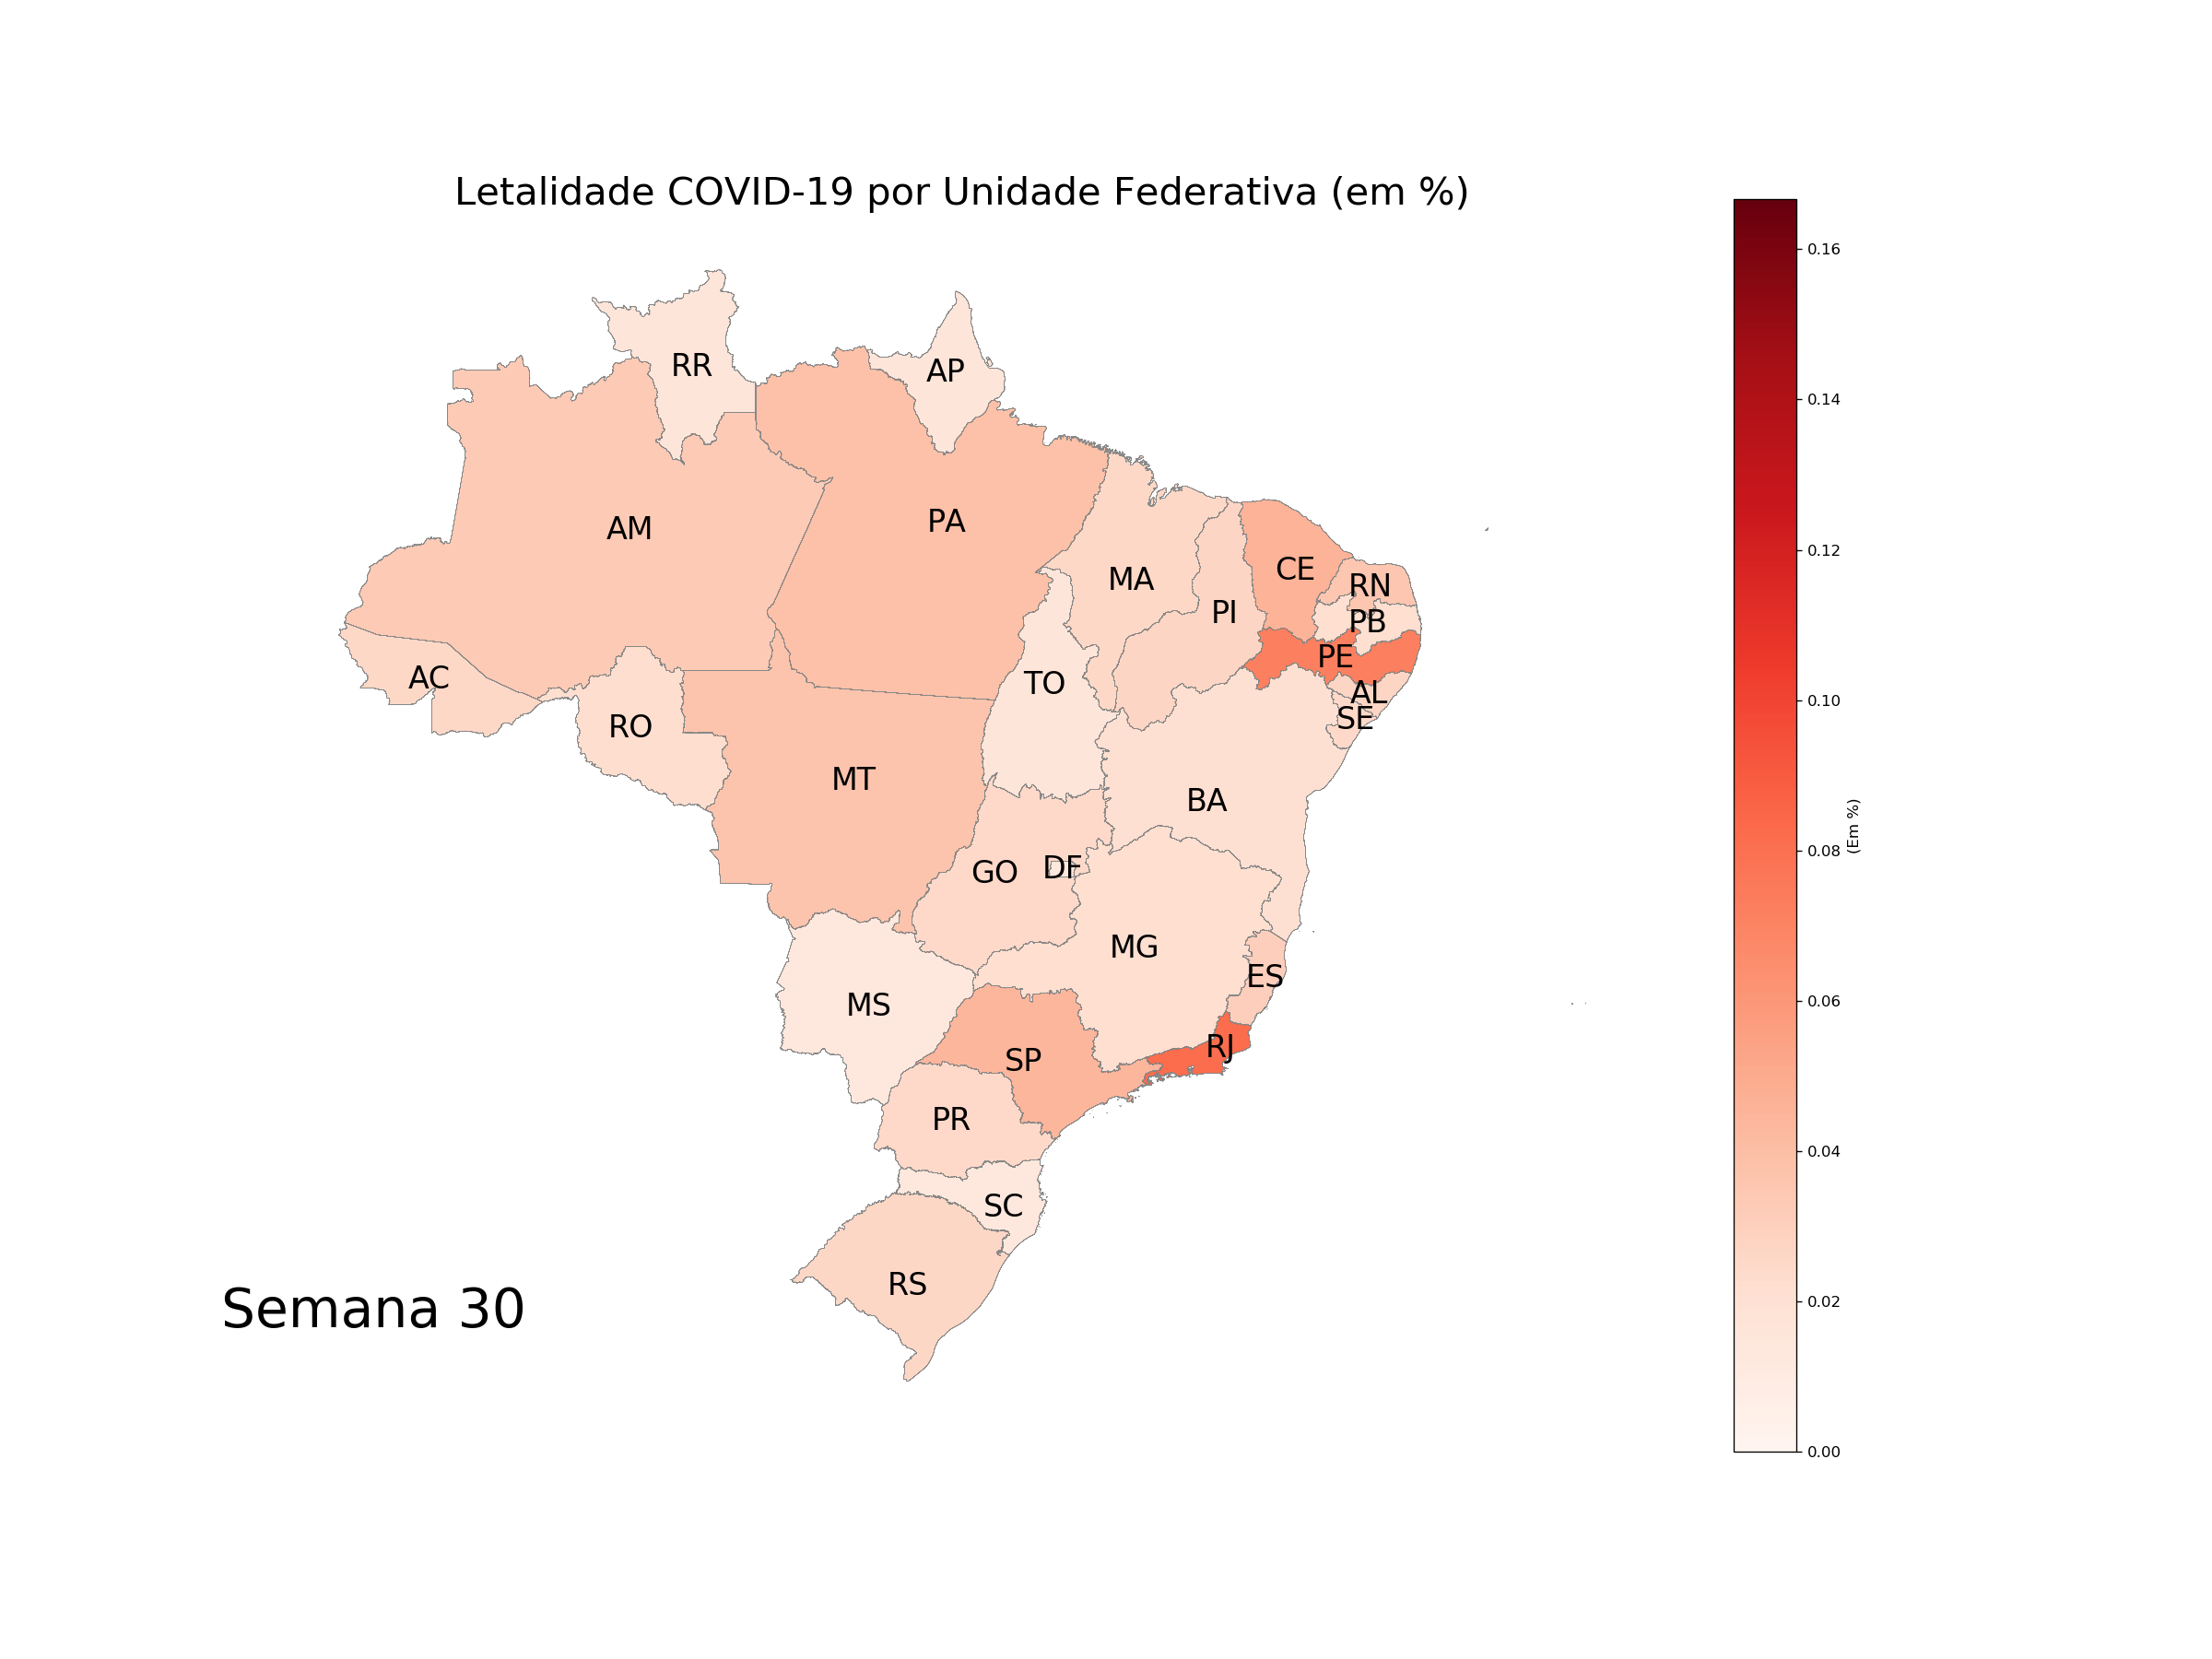 Letalidade COVID-19 por Unidade Federativa (em %)
RR
AP
AM
PA
MA
CE
RN
PI
PB
PE
AC
TO
AL
SE
RO
MT
BA
GO
DF
MG
ES
MS
RJ
SP
PR
SC
RS
Semana 30
0.16
0.14
0.12
0.10
0.08
0.06
0.04
0.02
0.00
(Em %)